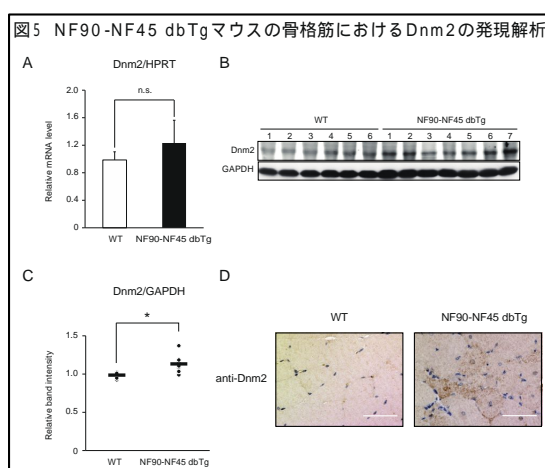 図5 NF90-NF45 dbTgマウスの骨格筋におけるDnm2の発現解析
A
Dnm2/HPRT
Relative mRNA level
2.0
1.6
1.2
0.8
0.4
0
n.s.
WT NF90-NF45 dbTg
B
WT NF90-NF45 dbTg
1 2 3 4 5 6 1 2 3 4 5 6 7
Dnm2
GAPDH
C
Dnm2/GAPDH
Relative band intensity
1.5
1.0
0.5
0
*
WT NF90-NF45 dbTg
D
WT NF90-NF45 dbTg
anti-Dnm2